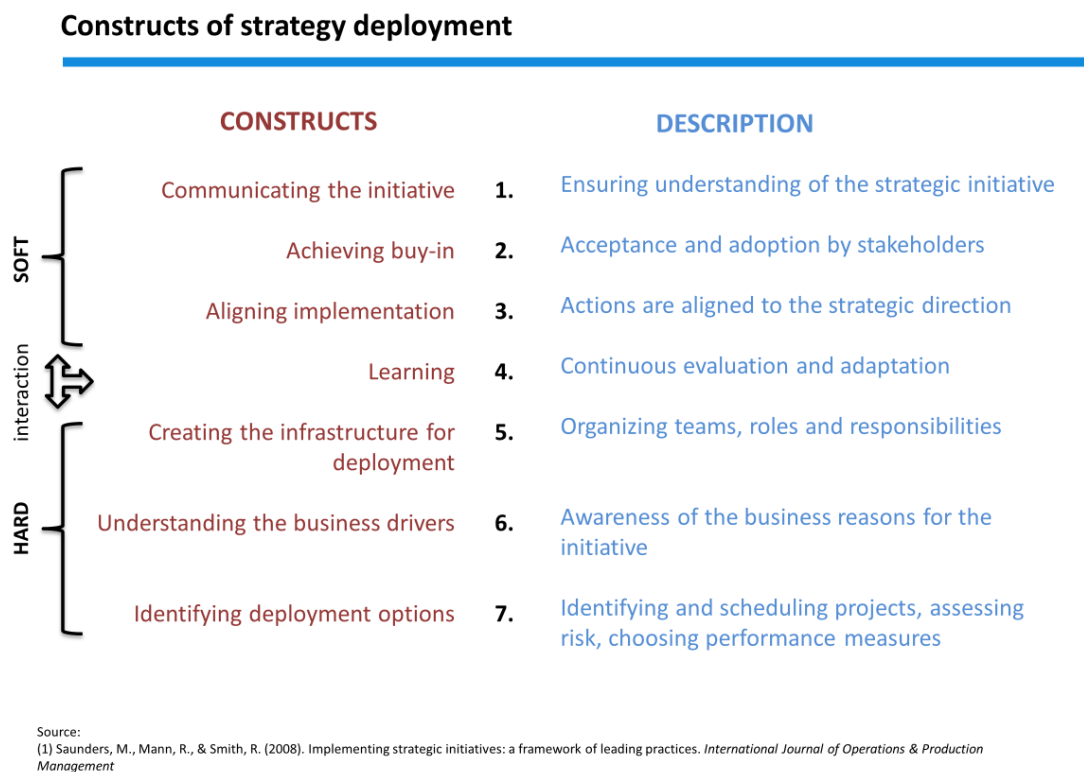 Constructs of strategy deployment
CONSTRUCTS
DESCRIPTION
SOFT
Communicating the initiative 1. Ensuring understanding of the strategic initiative
Achieving buy-in 2. Acceptance and adoption by stakeholders
Aligning implementation 3. Actions are aligned to the strategic direction
interaction
Learning 4. Continuous evaluation and adaptation
HARD
Creating the infrastructure for 5. Organizing teams, roles and responsibilities
deployment
Understanding the business drivers 6. Awareness of the business reasons for the
initiative
Identifying deployment options 7. Identifying and scheduling projects, assessing
risk, choosing performance measures
Source:
(1) Saunders, M., Mann, R., & Smith, R. (2008). Implementing strategic initiatives: a framework of leading practices. International Journal of Operations & Production
Management